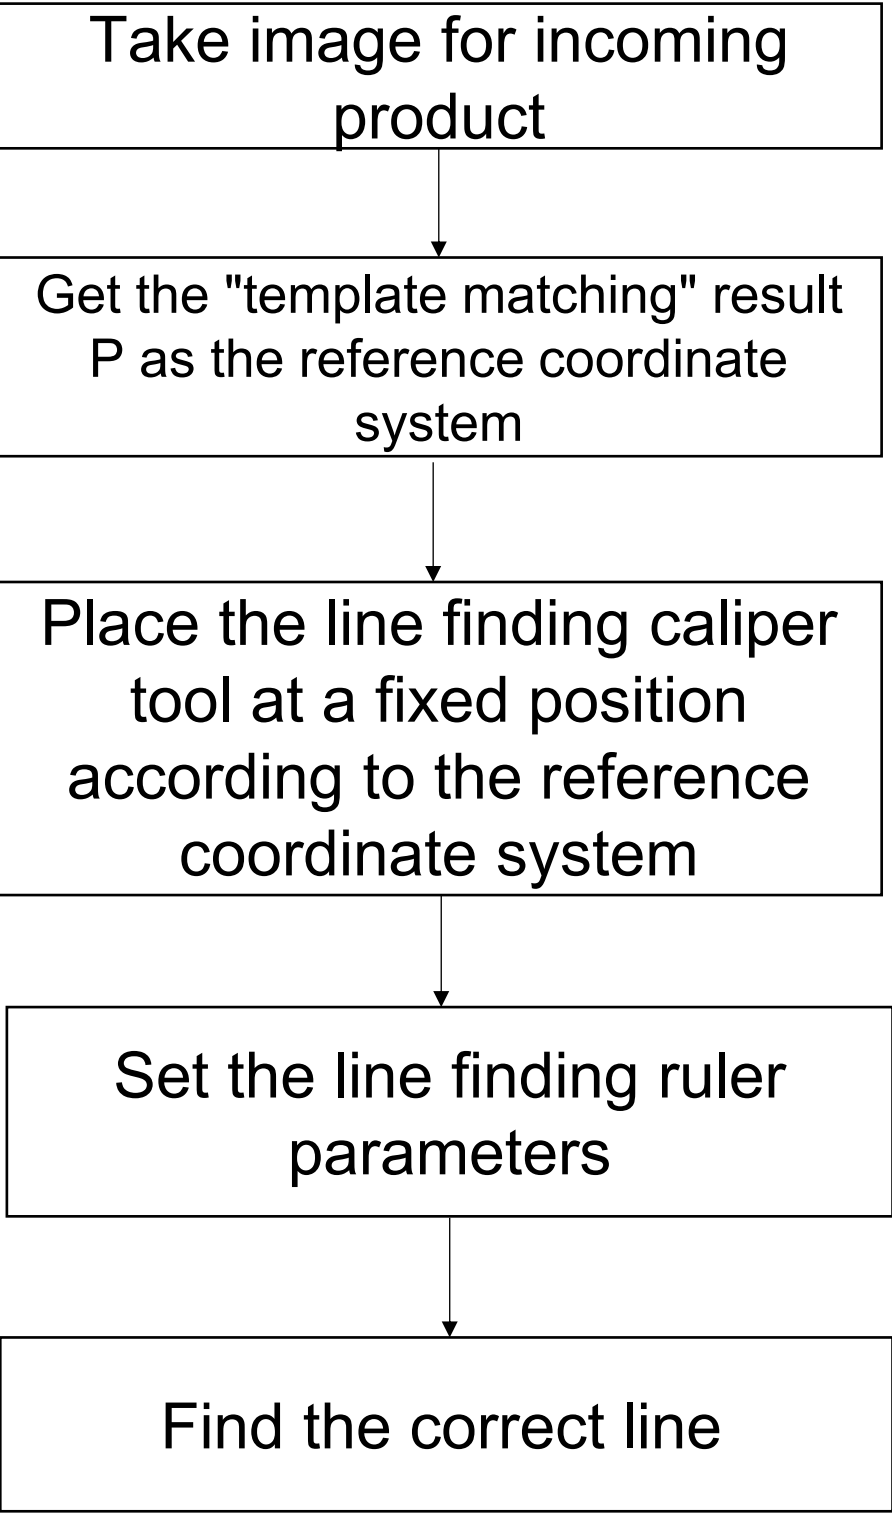 Take image for incoming
product
Get the "template matching" result
P as the reference coordinate
system
Place the line finding caliper
tool at a fixed position
according to the reference
coordinate system
Set the line finding ruler
parameters
Find the correct line